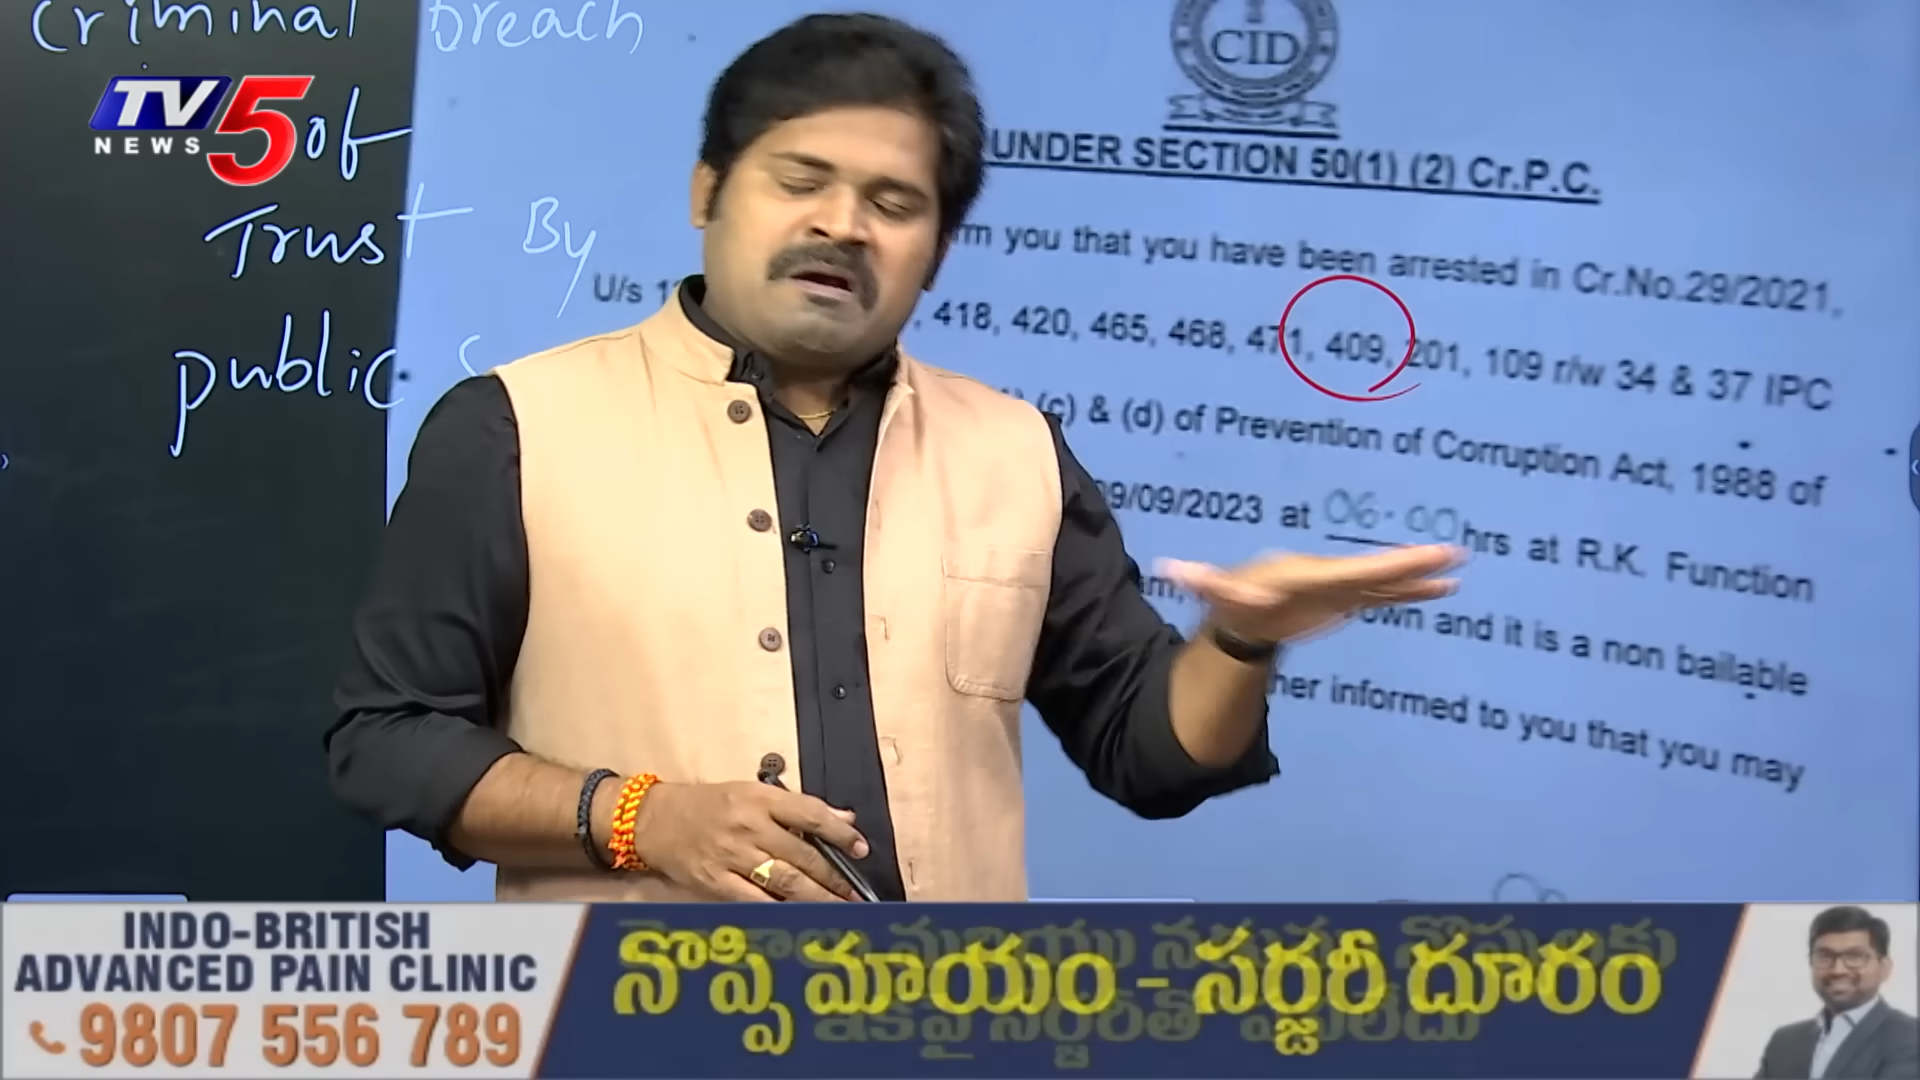 Criminal breach
of
Trust By
public s
TV5
NEWS
CID
UNDER SECTION 50(1) (2) Cr.P.C.
rm you that you have been arrested in Cr.No.29/2021,
U/s 1
, 418, 420, 465, 468, 471, 409, 201, 109 r/w 34 & 37 IPC
(c) & (d) of Prevention of Corruption Act, 1988 of
09/09/2023 at 06-00hrs at R.K. Function
own and it is a non bailable
her informed to you that you may
INDO-BRITISH
ADVANCED PAIN CLINIC
9807 556 789
నొప్పి మాయం - సర్జరీ దూరం